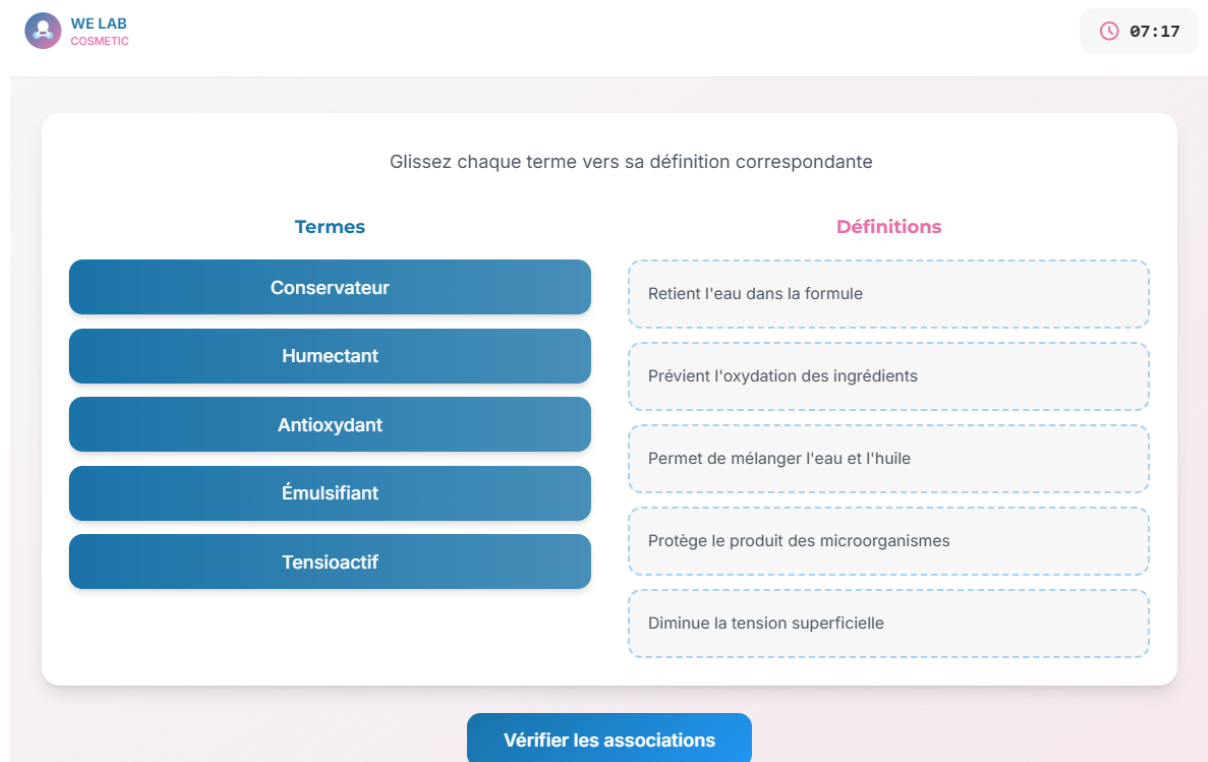 WE LAB
COSMETIC
07:17
Glissez chaque terme vers sa définition correspondante
Termes
Conservateur
Humectant
Antioxydant
Émulsifiant
Tensioactif
Définitions
Retient l'eau dans la formule
Prévient l'oxydation des ingrédients
Permet de mélanger l'eau et l'huile
Protège le produit des microorganismes
Diminue la tension superficielle
Vérifier les associations